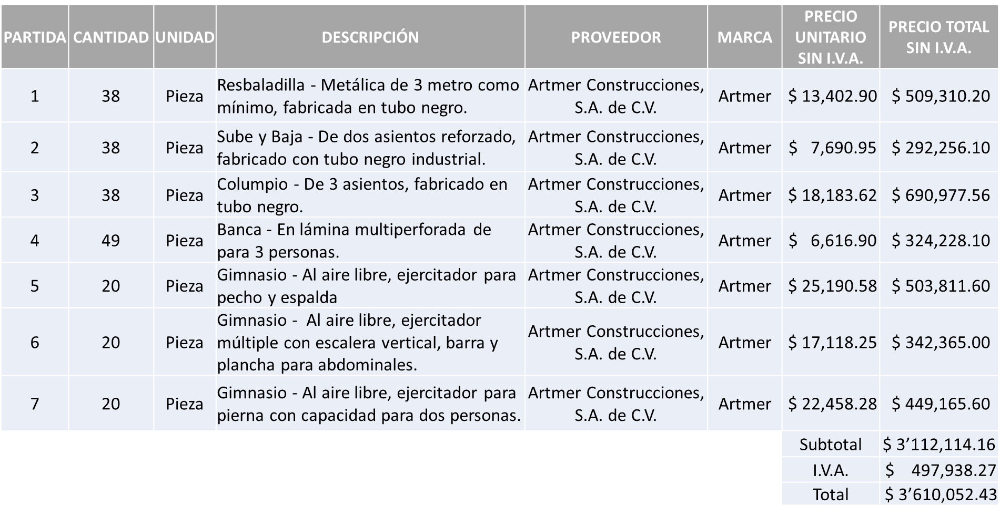 PARTIDA CANTIDAD UNIDAD DESCRIPCIÓN PROVEEDOR MARCA PRECIO UNITARIO SIN I.V.A. PRECIO TOTAL SIN I.V.A.
1 38 Pieza Resbaladilla - Metálica de 3 metro como mínimo, fabricada en tubo negro. Artmer Construcciones, S.A. de C.V. Artmer $ 13,402.90 $ 509,310.20
2 38 Pieza Sube y Baja - De dos asientos reforzado, fabricado con tubo negro industrial. Artmer Construcciones, S.A. de C.V. Artmer $ 7,690.95 $ 292,256.10
3 38 Pieza Columpio - De 3 asientos, fabricado en tubo negro. Artmer Construcciones, S.A. de C.V. Artmer $ 18,183.62 $ 690,977.56
4 49 Pieza Banca - En lámina multiperforada de para 3 personas. Artmer Construcciones, S.A. de C.V. Artmer $ 6,616.90 $ 324,228.10
5 20 Pieza Gimnasio - Al aire libre, ejercitador para pecho y espalda Artmer Construcciones, S.A. de C.V. Artmer $ 25,190.58 $ 503,811.60
6 20 Pieza Gimnasio - Al aire libre, ejercitador múltiple con escalera vertical, barra y plancha para abdominales. Artmer Construcciones, S.A. de C.V. Artmer $ 17,118.25 $ 342,365.00
7 20 Pieza Gimnasio - Al aire libre, ejercitador para pierna con capacidad para dos personas. Artmer Construcciones, S.A. de C.V. Artmer $ 22,458.28 $ 449,165.60
Subtotal $ 3’112,114.16
I.V.A. $ 497,938.27
Total $ 3’610,052.43